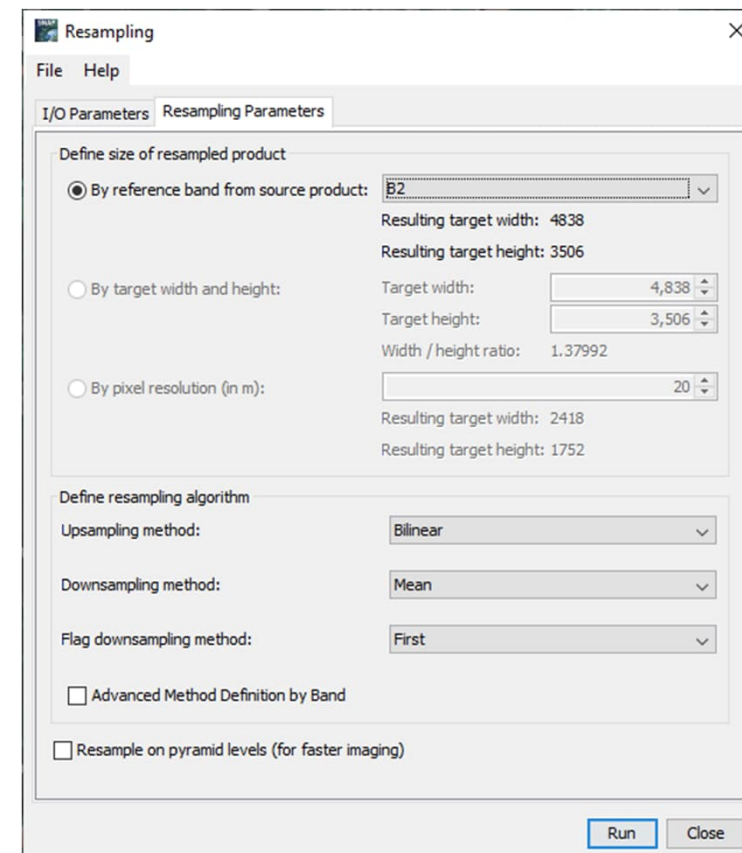 SNAP
Resampling
File Help
I/O Parameters Resampling Parameters
Define size of resampled product
By reference band from source product: B2
Resulting target width: 4838
Resulting target height: 3506
By target width and height: Target width: 4,838
Target height: 3,506
Width / height ratio: 1.37992
By pixel resolution (in m): 20
Resulting target width: 2418
Resulting target height: 1752
Define resampling algorithm
Upsampling method: Bilinear
Downsampling method: Mean
Flag downsampling method: First
Advanced Method Definition by Band
Resample on pyramid levels (for faster imaging)
Run Close